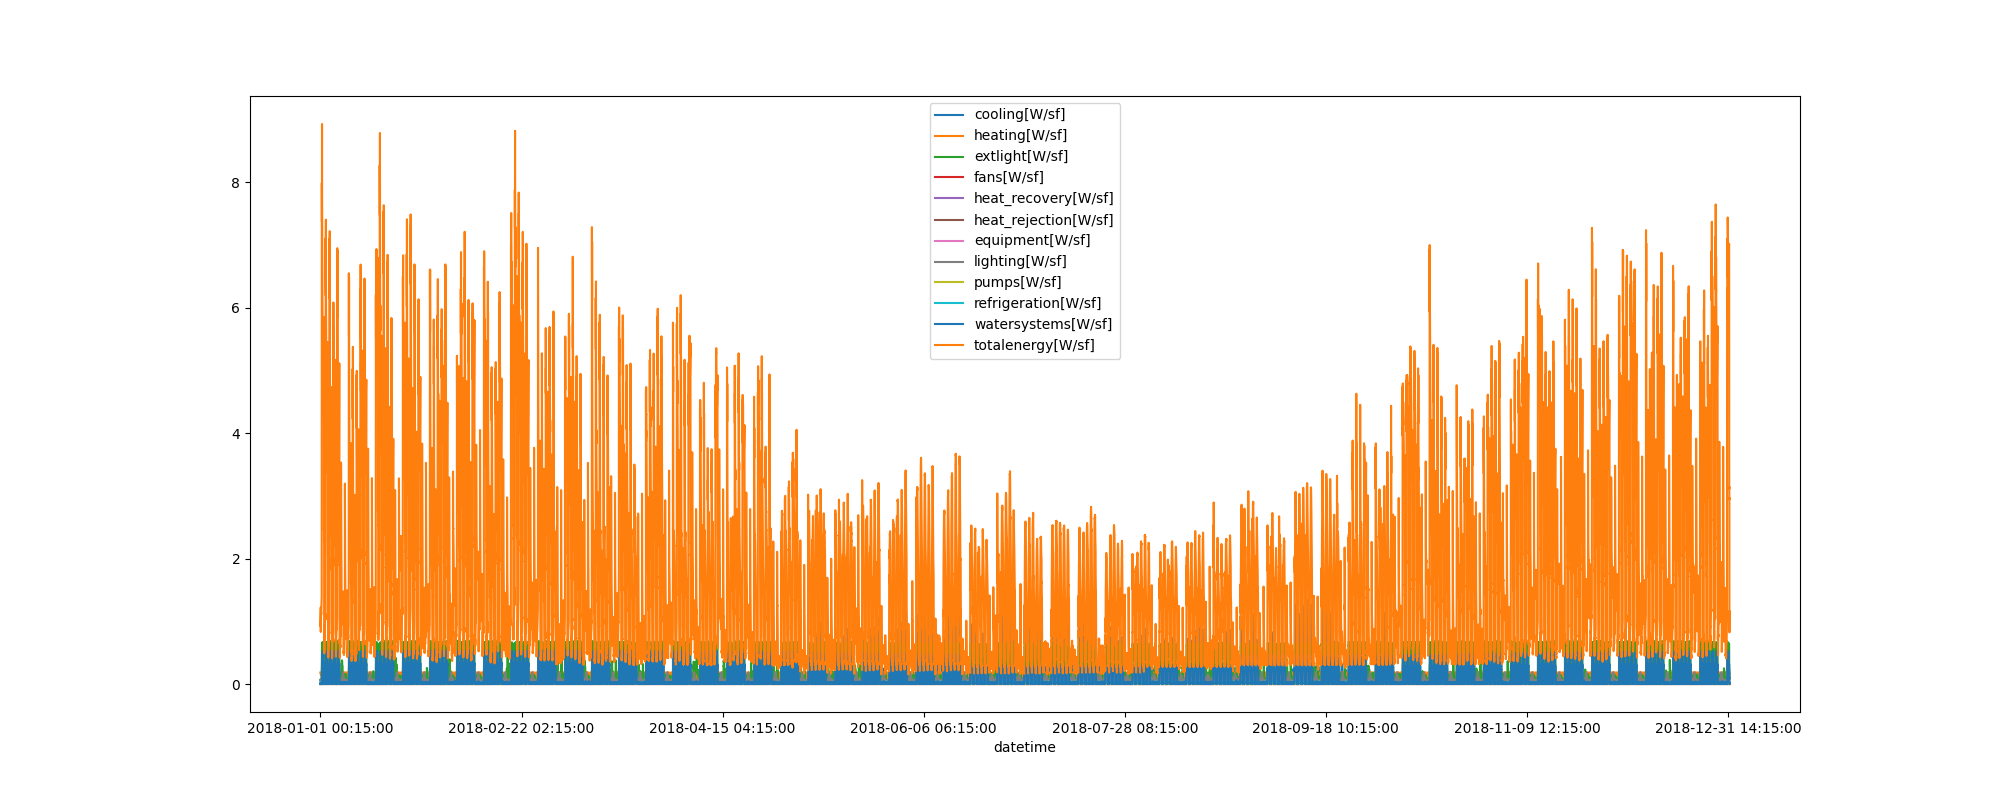 cooling[W/sf]
heating[W/sf]
extlight[W/sf]
fans[W/sf]
heat_recovery[W/sf]
heat_rejection[W/sf]
equipment[W/sf]
lighting[W/sf]
pumps[W/sf]
refrigeration[W/sf]
watersystems[W/sf]
totalenergy[W/sf]
8
6
4
2
0
2018-01-01 00:15:00 2018-02-22 02:15:00 2018-04-15 04:15:00 2018-06-06 06:15:00 2018-07-28 08:15:00 2018-09-18 10:15:00 2018-11-09 12:15:00 2018-12-31 14:15:00
datetime